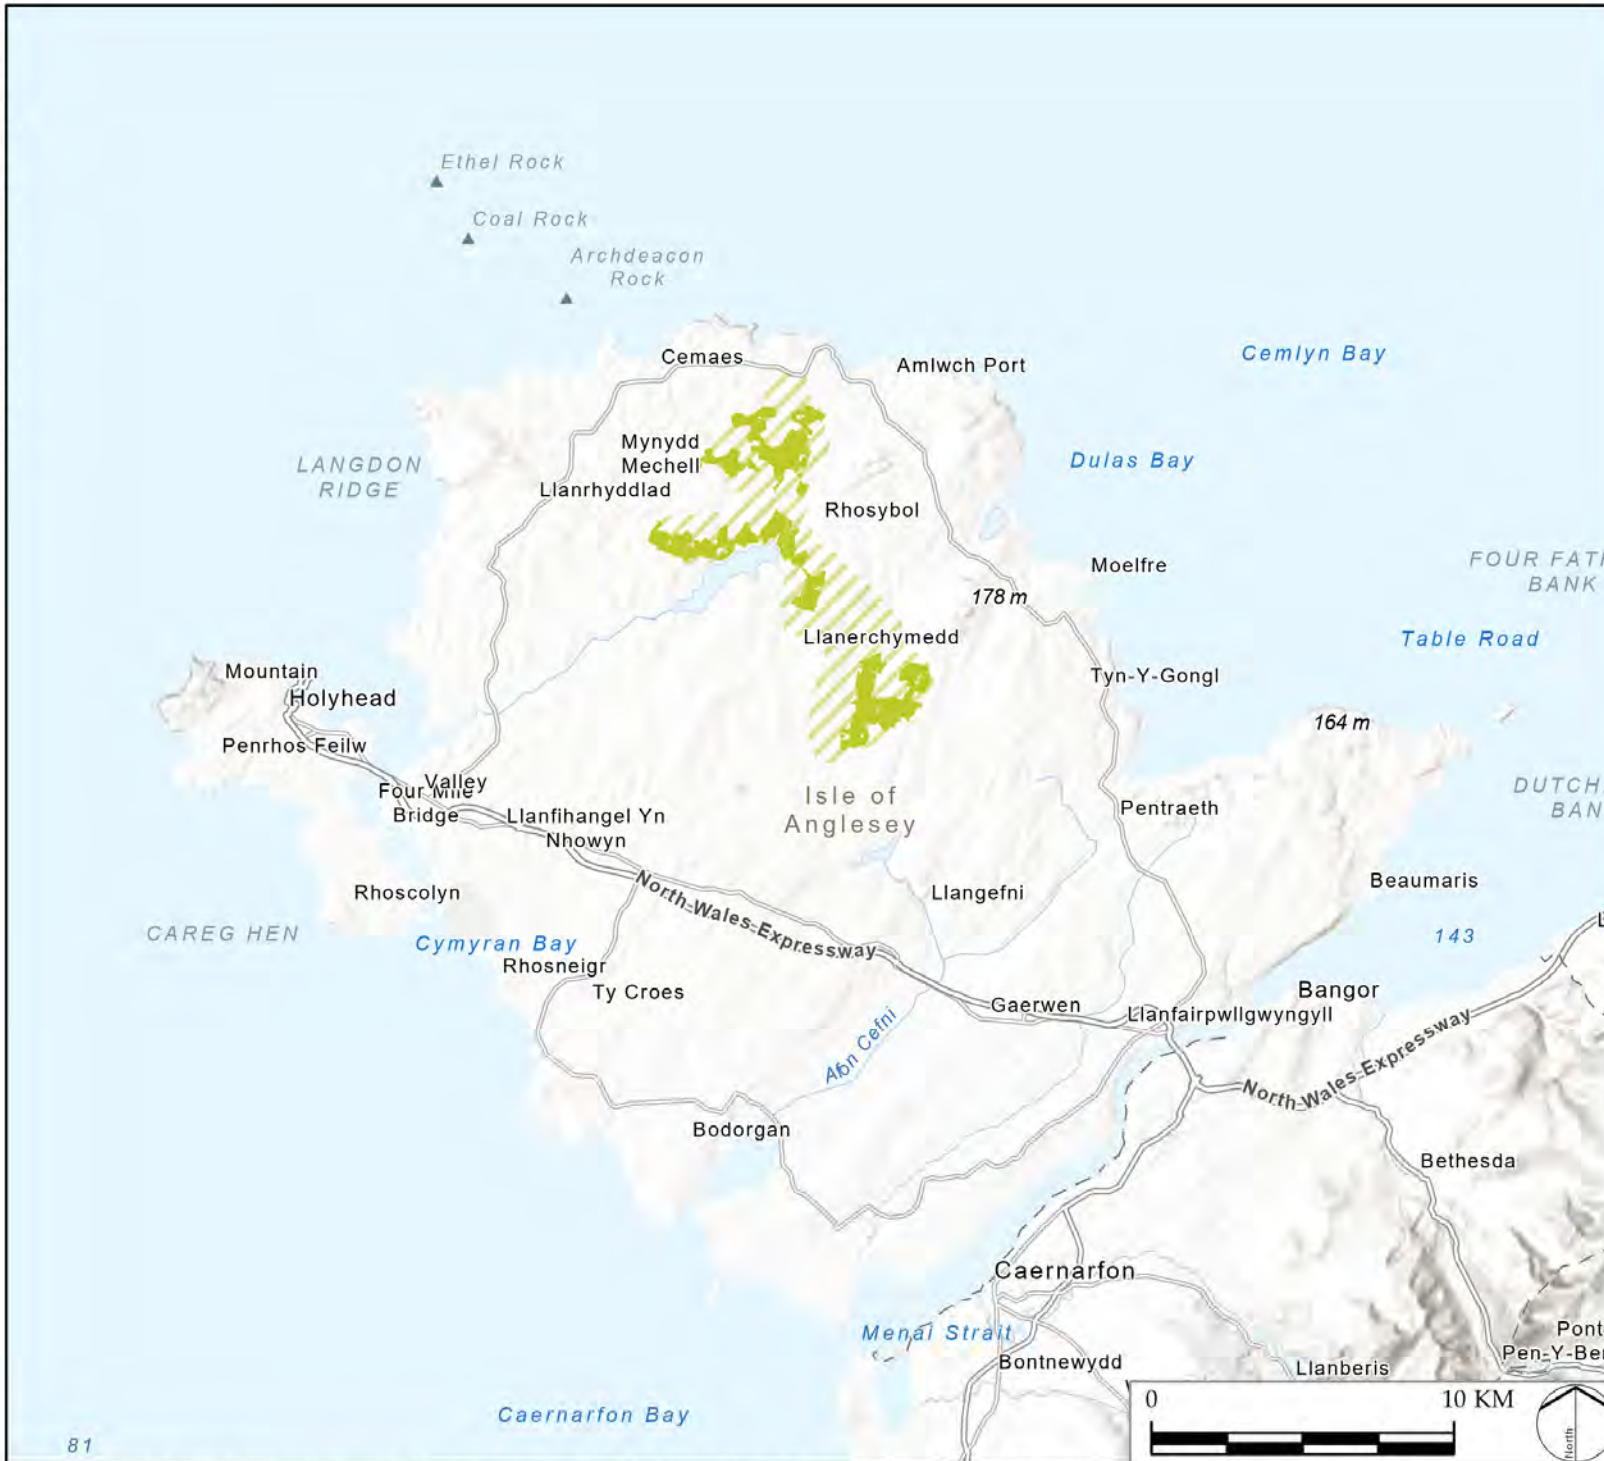 Ethel Rock
Coal Rock
Archdeacon
Rock
Cemaes
Amlwch Port
Cemlyn Bay
Mynydd
Mechell
LANGDON
RIDGE
Dulas Bay
Llanrhyddlad
Rhosybol
Moelfre
FOUR FAT
BANK
178 m
Llanerchymedd
Table Road
Mountain
Holyhead
Tyn-Y-Gongl
164 m
Penrhos Feilw
Valley
Four Mile
Bridge
Llanfihangel Yn
Nhowyn
Isle of
Anglesey
Pentraeth
DUTCH
BAN
Rhoscolyn
North Wales Expressway
Llangefni
Beaumaris
CAREG HEN
Cymyran Bay
143
L
Rhosneigr
Ty Croes
Gaerwen
Bangor
Llanfairpwllgwyngyll
Afon Cefni
North Wales Expressway
Bodorgan
Bethesda
Caernarfon
Menai Strait
Bontnewydd
Llanberis
Pont
Pen-Y-Ber
Caernarfon Bay
81
0 10 KM
North